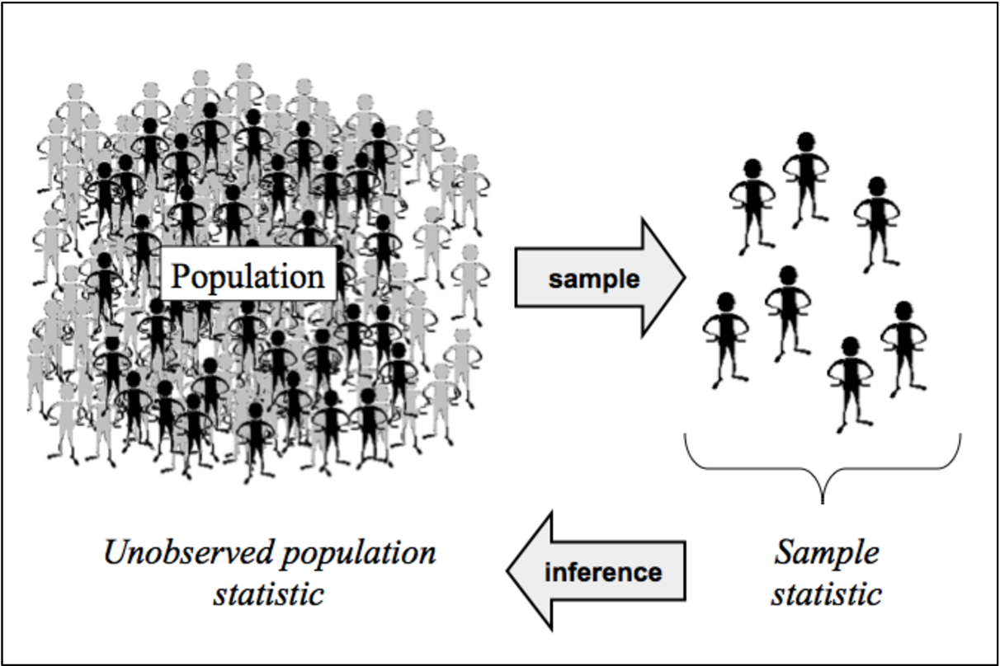 Population
sample
Unobserved population
statistic
inference
Sample
statistic